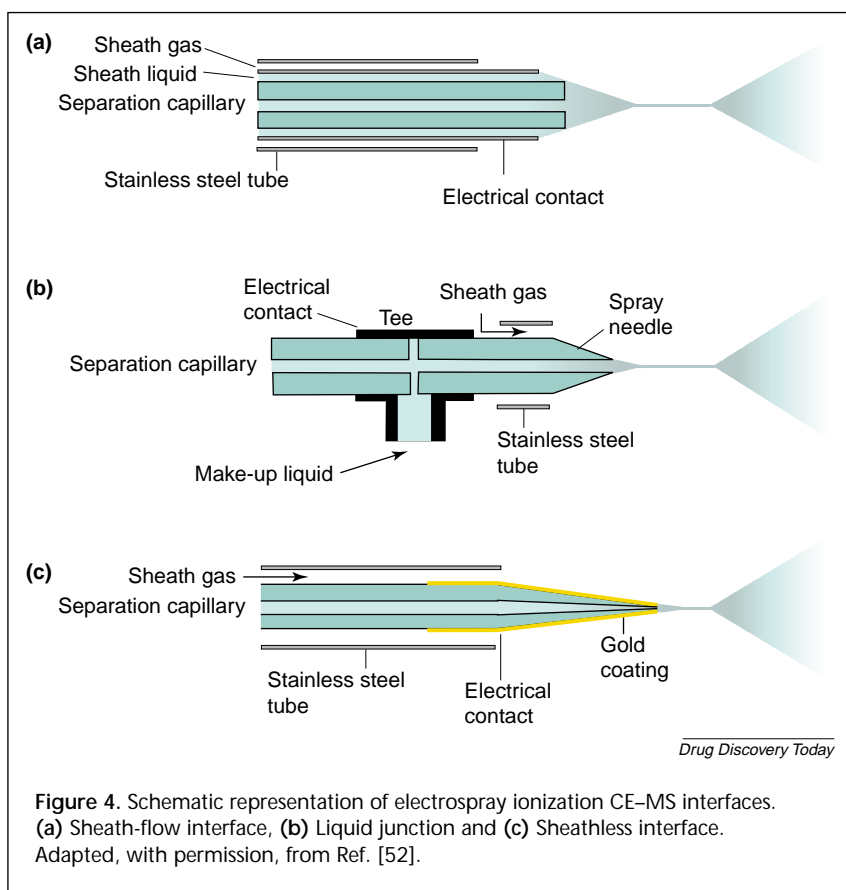 (a)
Sheath gas
Sheath liquid
Separation capillary
Stainless steel tube
Electrical contact
(b)
Electrical
contact
Tee
Sheath gas
Spray
needle
Separation capillary
Stainless steel
tube
Make-up liquid
(c)
Sheath gas
Separation capillary
Stainless steel
tube
Electrical
contact
Gold
coating
Drug Discovery Today
Figure 4. Schematic representation of electrospray ionization CE–MS interfaces.
(a) Sheath-flow interface, (b) Liquid junction and (c) Sheathless interface.
Adapted, with permission, from Ref. [52].